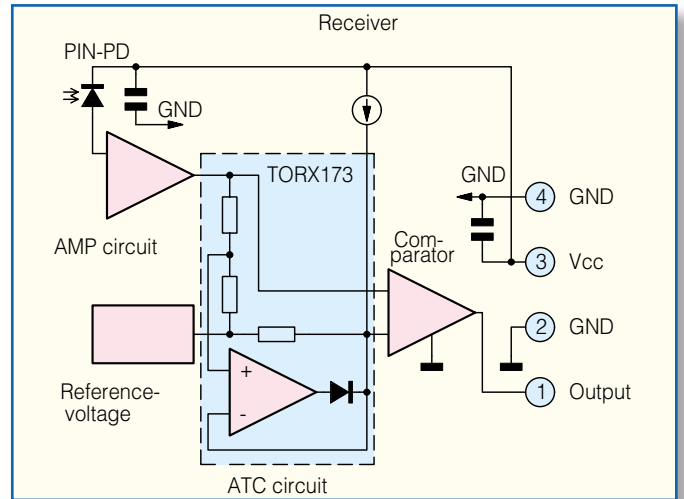 Receiver
PIN-PD
GND
TORX173
GND
4 GND
AMP circuit
Com-
parator
3 Vcc
2 GND
Reference-
voltage
+
-
1 Output
ATC circuit